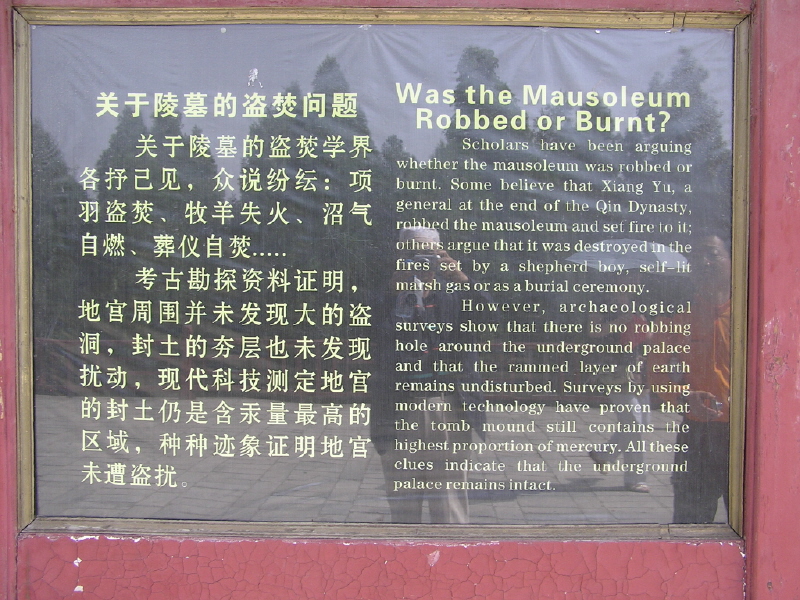 关于陵墓的盗焚问题
关于陵墓的盗焚学界
各抒己见，众说纷纭：项
羽盗焚、牧羊失火、沼气
自燃、葬仪自焚.....
考古勘探资料证明，
地宫周围并未发现大的盗
洞，封土的夯层也未发现
扰动，现代科技测定地宫
的封土仍是含汞量最高的
区域，种种迹象证明地宫
未遭盗扰。
Was the Mausoleum
Robbed or Burnt?
Scholars have been arguing
whether the mausoleum was robbed or
burnt. Some believe that Xiang Yu, a
general at the end of the Qin Dynasty,
robbed the mausoleum and set fire to it;
others argue that it was destroyed in the
fires set by a shepherd boy, self-lit
marsh gas or as a burial ceremony.
However, archaeological
surveys show that there is no robbing
hole around the underground palace
and that the rammed layer of earth
remains undisturbed. Surveys by using
modern technology have proven that
the tomb mound still contains the
highest proportion of mercury. All these
clues indicate that the underground
palace remains intact.